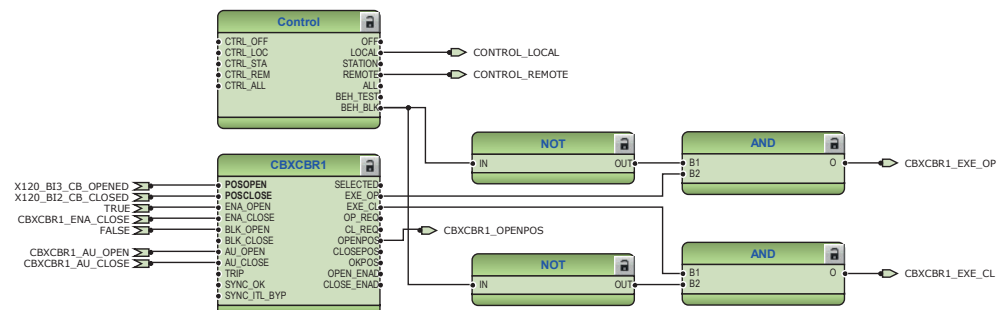 Control
CTRL_OFF OFF
CTRL_LOC LOCAL CONTROL_LOCAL
CTRL_STA STATION
CTRL_REM REMOTE CONTROL_REMOTE
CTRL_ALL ALL
BEH_TEST
BEH_BLK
NOT
IN OUT
AND
B1 O CBXCBR1_EXE_OP
B2
CBXCBR1
X120_BI3_CB_OPENED POSOPEN SELECTED
X120_BI2_CB_CLOSED POSCLOSE EXE_OP
TRUE ENA_OPEN EXE_CL
CBXCBR1_ENA_CLOSE ENA_CLOSE OP_REQ
FALSE BLK_OPEN CL_REQ CBXCBR1_OPENPOS
BLK_CLOSE OPENPOS
CBXCBR1_AU_OPEN AU_OPEN CLOSEPOS
CBXCBR1_AU_CLOSE AU_CLOSE OKPOS
TRIP OPEN_ENAD
SYNC_OK CLOSE_ENAD
SYNC_ITL_BYP
NOT
IN OUT
AND
B1 O CBXCBR1_EXE_CL
B2